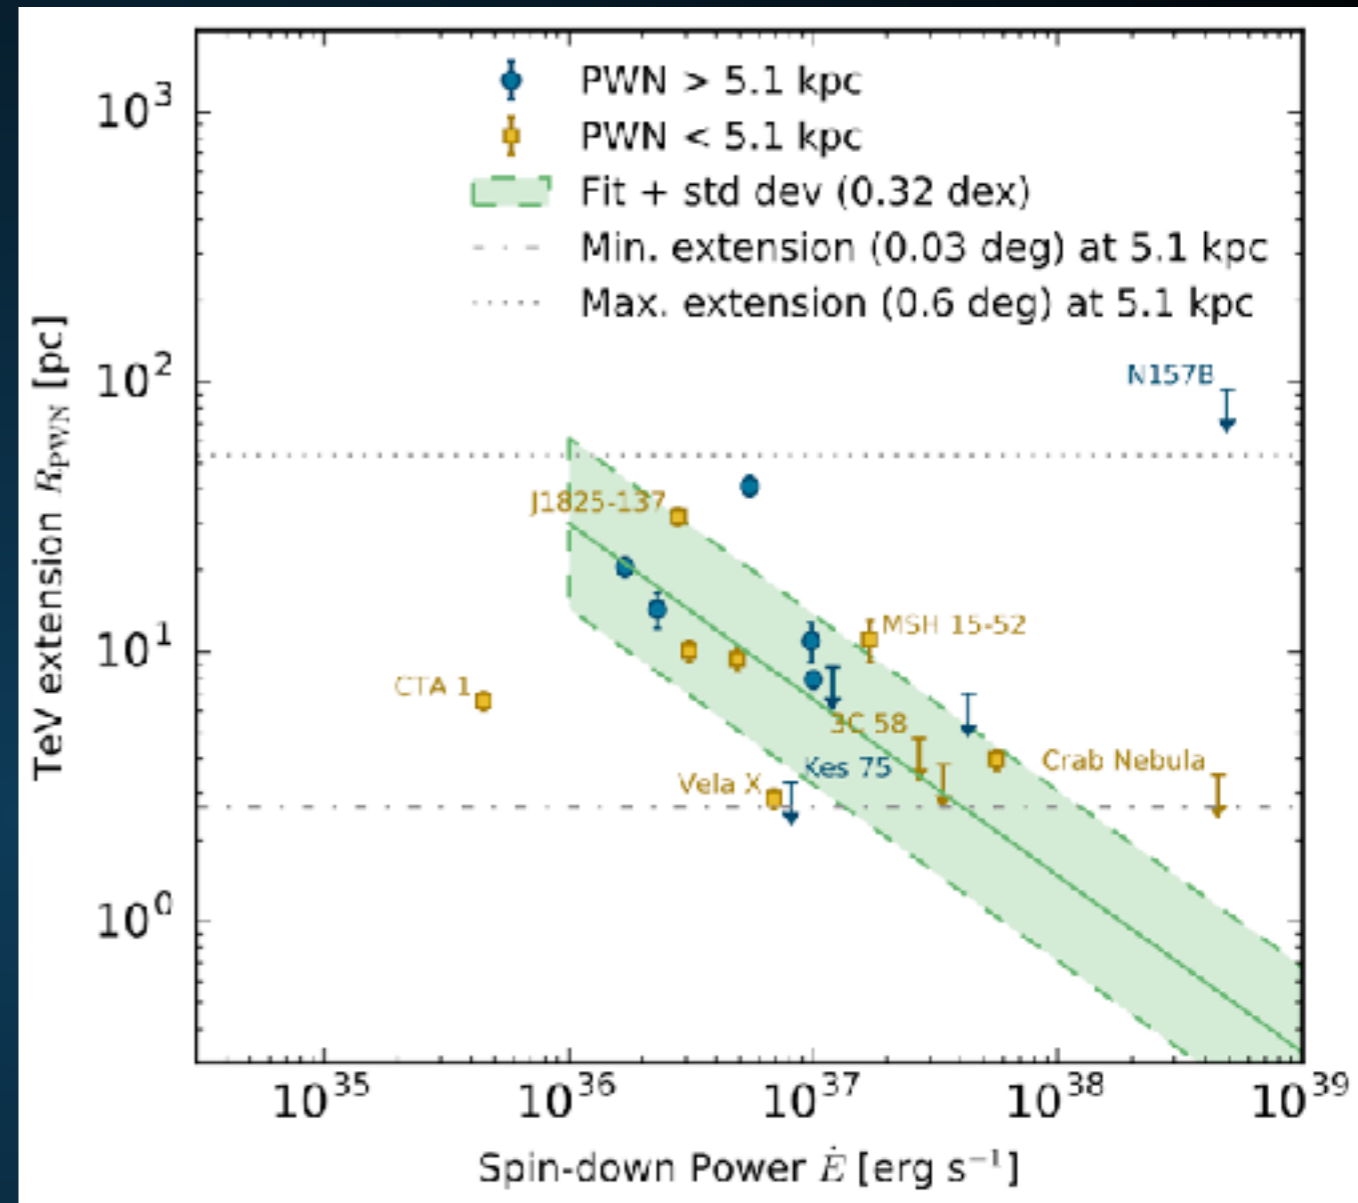 PWN > 5.1 kpc
PWN < 5.1 kpc
Fit + std dev (0.32 dex)
Min. extension (0.03 deg) at 5.1 kpc
Max. extension (0.6 deg) at 5.1 kpc
10³
10²
10¹
10⁰
TeV extension R_PWN [pc]
N157B
J1825-137
MSH 15-52
CTA 1
3C 58
Kes 75
Vela X
Crab Nebula
10³⁵ 10³⁶ 10³⁷ 10³⁸ 10³⁹
Spin-down Power Ė [erg s⁻¹]